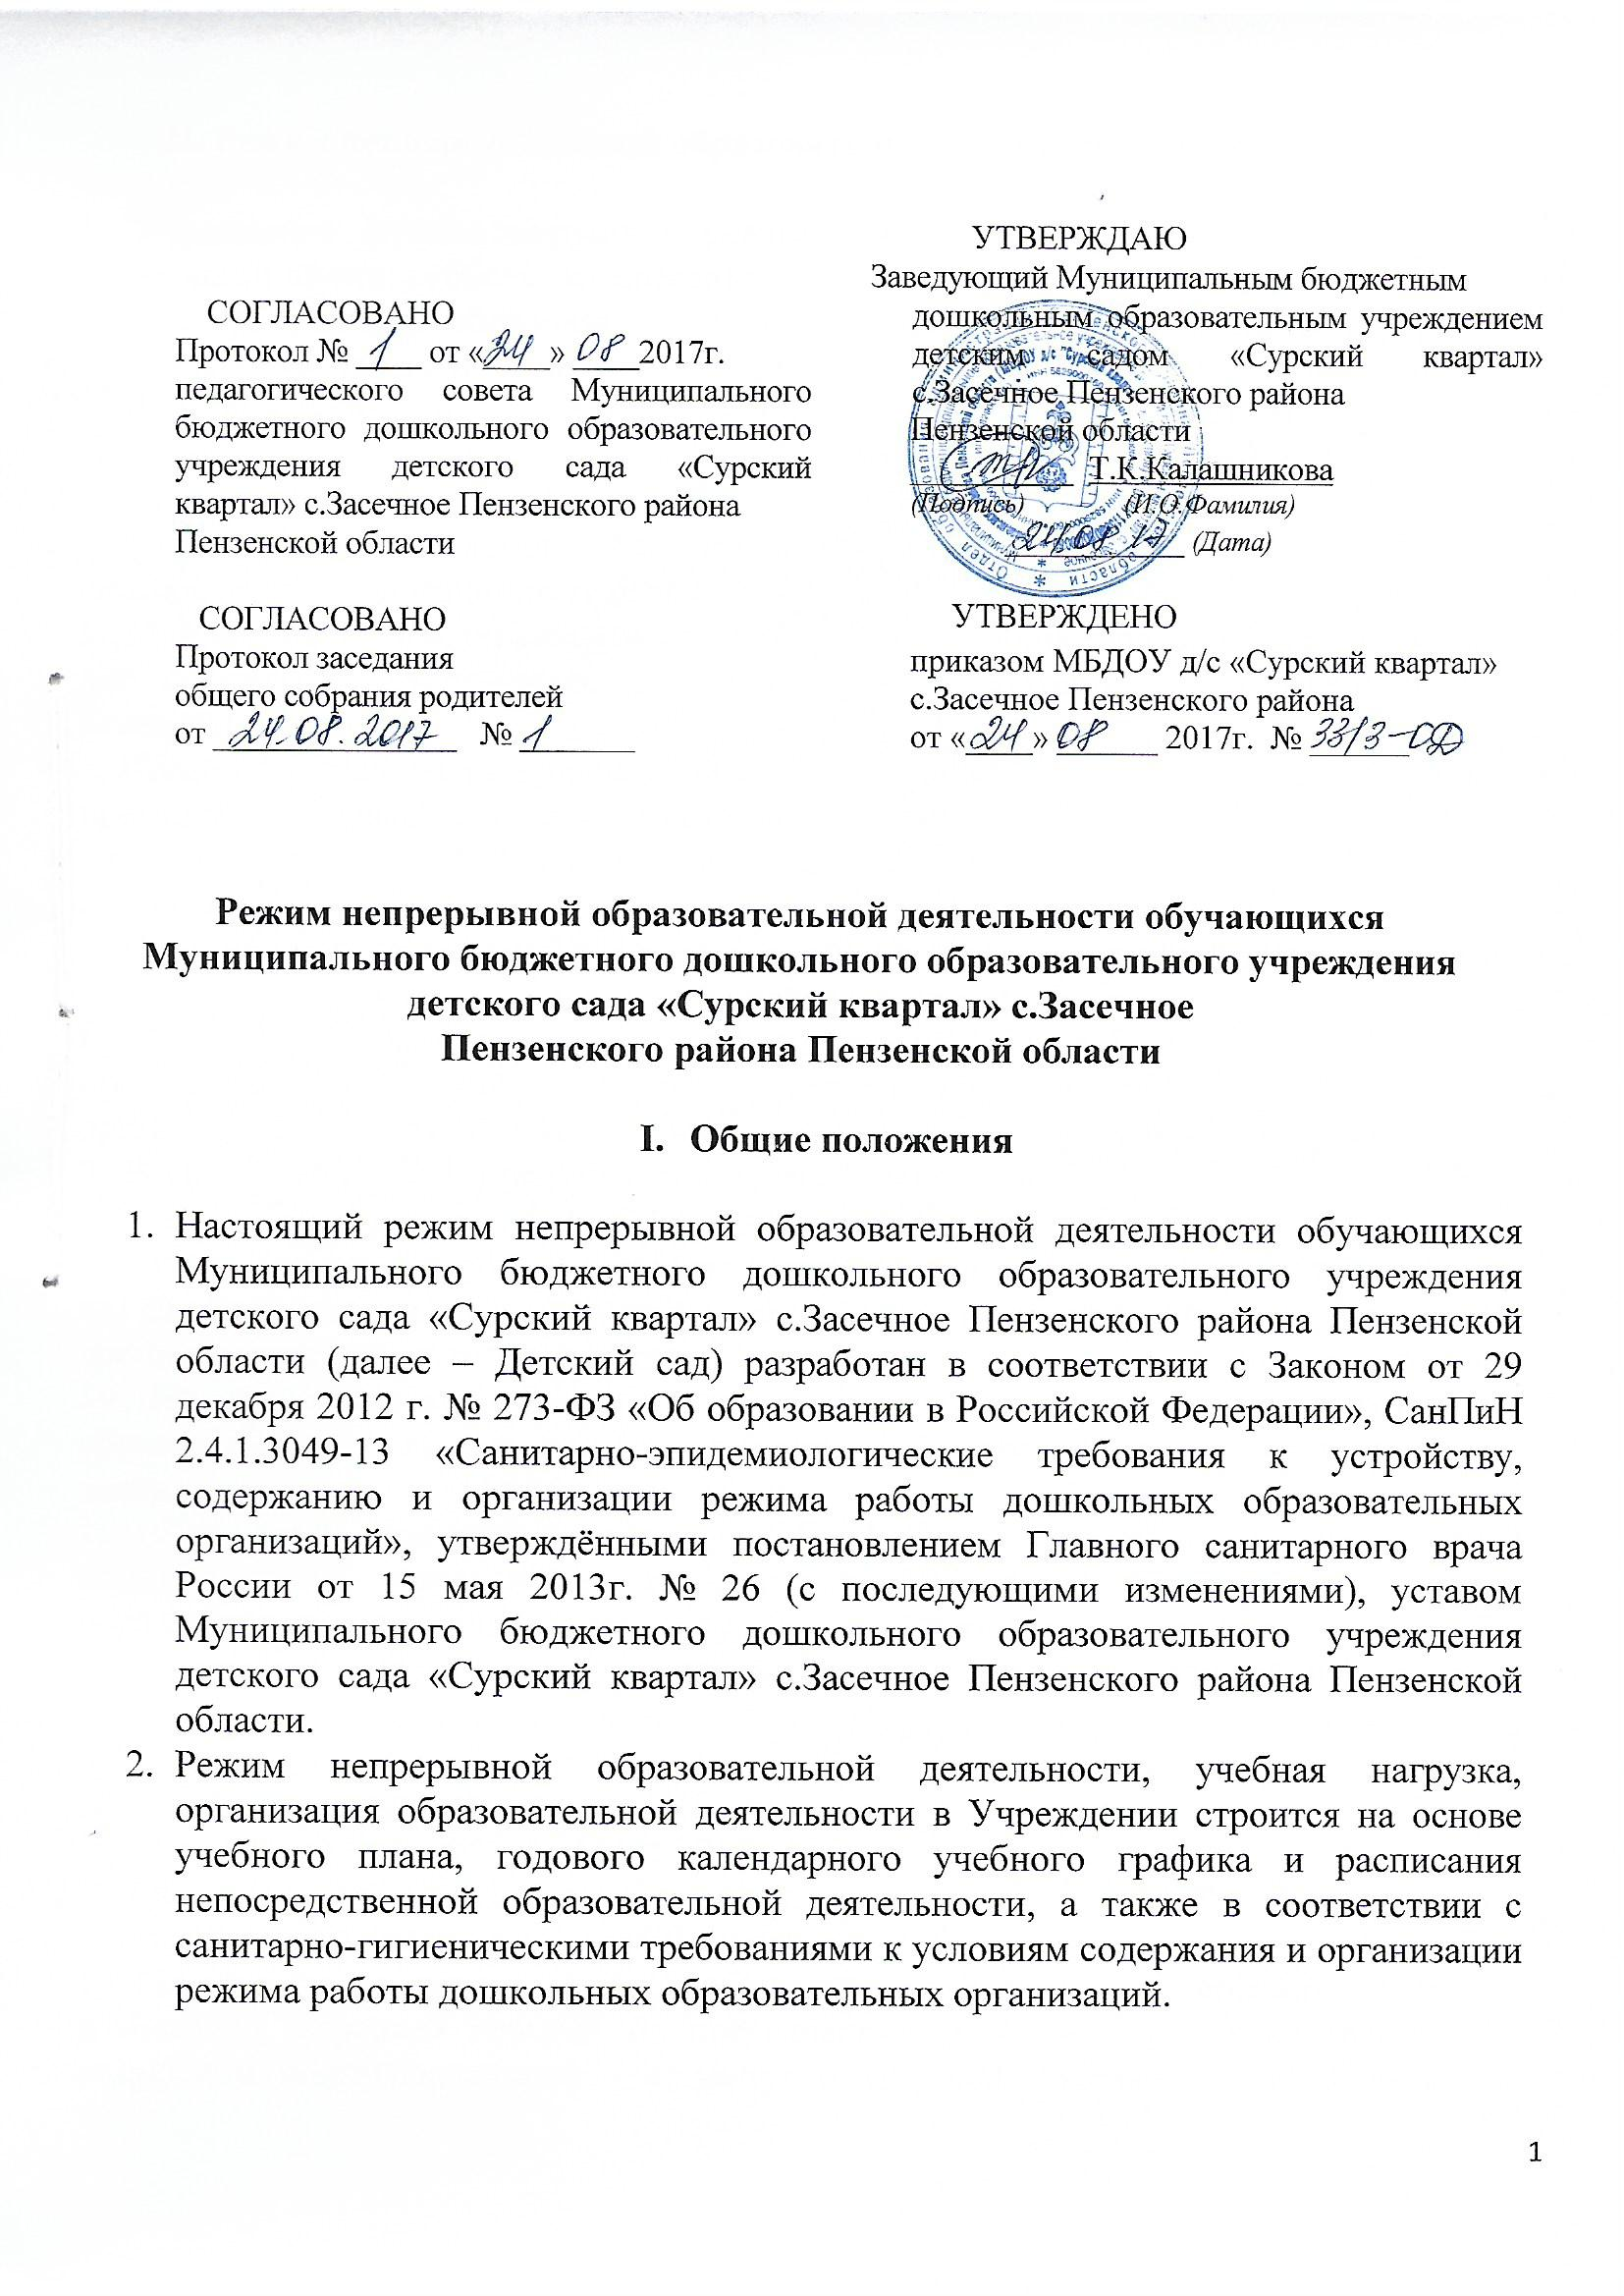 СОГЛАСОВАНО
Протокол № 1 от «24» 08 2017г.
педагогического совета Муниципального
бюджетного дошкольного образовательного
учреждения детского сада «Сурский
квартал» с.Засечное Пензенского района
Пензенской области
УТВЕРЖДАЮ
Заведующий Муниципальным бюджетным
дошкольным образовательным учреждением
детским садом «Сурский квартал»
с.Засечное Пензенского района
Пензенской области
Т.К.Калашникова
(Подпись) (И.О.Фамилия)
24.08.17 (Дата)
СОГЛАСОВАНО
Протокол заседания
общего собрания родителей
от 24.08.2017 № 1
УТВЕРЖДЕНО
приказом МБДОУ д/с «Сурский квартал»
с.Засечное Пензенского района
от «24» 08 2017г. № 33/3-ОД
Режим непрерывной образовательной деятельности обучающихся
Муниципального бюджетного дошкольного образовательного учреждения
детского сада «Сурский квартал» с.Засечное
Пензенского района Пензенской области
I. Общие положения
1. Настоящий режим непрерывной образовательной деятельности обучающихся
Муниципального бюджетного дошкольного образовательного учреждения
детского сада «Сурский квартал» с.Засечное Пензенского района Пензенской
области (далее – Детский сад) разработан в соответствии с Законом от 29
декабря 2012 г. № 273-ФЗ «Об образовании в Российской Федерации», СанПиН
2.4.1.3049-13 «Санитарно-эпидемиологические требования к устройству,
содержанию и организации режима работы дошкольных образовательных
организаций», утверждёнными постановлением Главного санитарного врача
России от 15 мая 2013г. № 26 (с последующими изменениями), уставом
Муниципального бюджетного дошкольного образовательного учреждения
детского сада «Сурский квартал» с.Засечное Пензенского района Пензенской
области.
2. Режим непрерывной образовательной деятельности, учебная нагрузка,
организация образовательной деятельности в Учреждении строится на основе
учебного плана, годового календарного учебного графика и расписания
непосредственной образовательной деятельности, а также в соответствии с
санитарно-гигиеническими требованиями к условиям содержания и организации
режима работы дошкольных образовательных организаций.
1